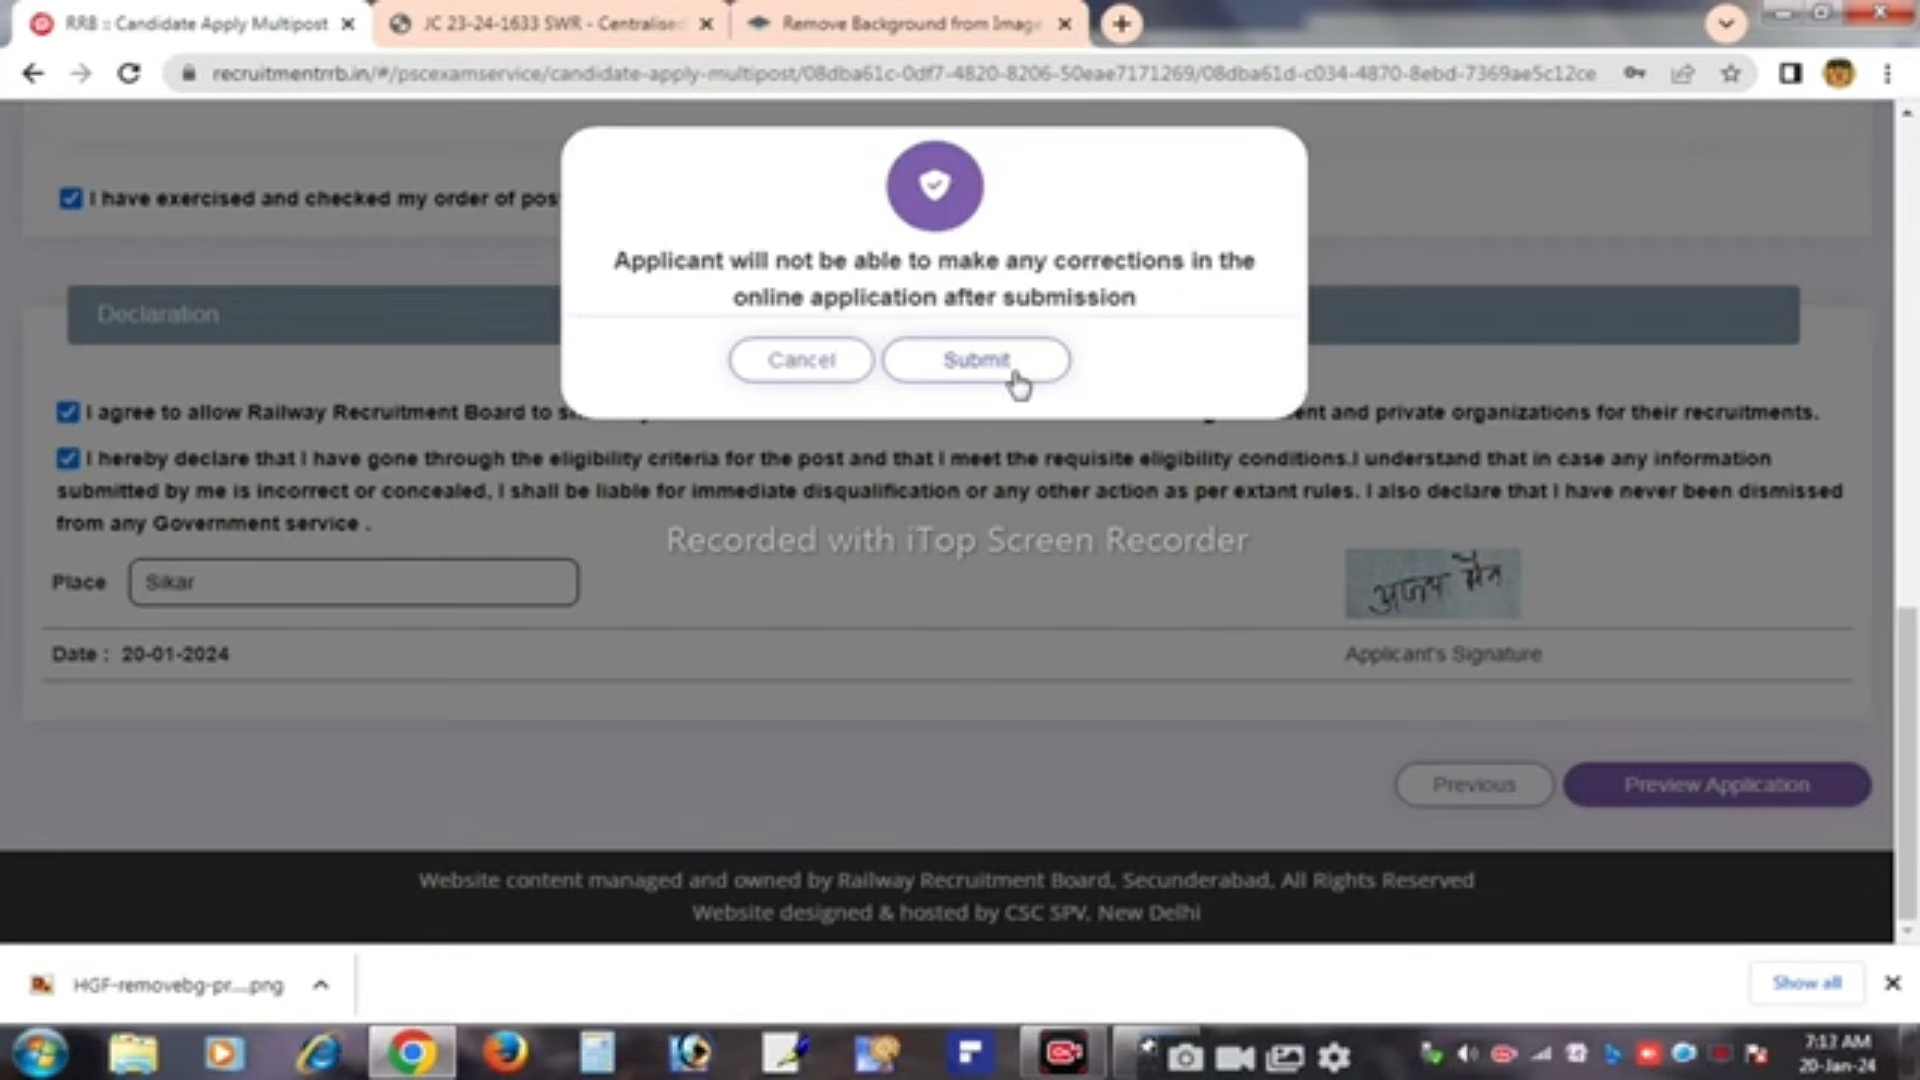 RRB :: Candidate Apply Multipost
JC 23-24-1633 SWR - Centralised
Remove Background from Image
recruitmentrrb.in/#/pscexamservice/candidate-apply-multipost/08dba61c-0df7-4820-8206-50eae7171269/08dba61d-c034-4870-8ebd-7369ae5c12ce
Applicant will not be able to make any corrections in the
online application after submission
Cancel Submit
I have exercised and checked my order of pos
Declaration
I agree to allow Railway Recruitment Board to ent and private organizations for their recruitments.
I hereby declare that I have gone through the eligibility criteria for the post and that I meet the requisite eligibility conditions.I understand that in case any information
submitted by me is incorrect or concealed, I shall be liable for immediate disqualification or any other action as per extant rules. I also declare that I have never been dismissed
from any Government service .
Recorded with iTop Screen Recorder
Place Sikar
Date : 20-01-2024
Applicant's Signature
Previous Preview Application
Website content managed and owned by Railway Recruitment Board, Secunderabad, All Rights Reserved
Website designed & hosted by CSC SPV, New Delhi
HGF-removebg-pr....png
Show all
7:13 AM
20-Jan-24